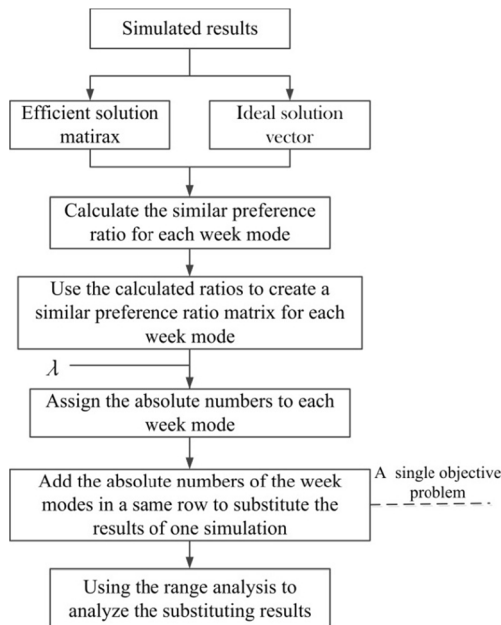 Simulated results
Efficient solution
matirax
Ideal solution
vector
Calculate the similar preference
ratio for each week mode
Use the calculated ratios to create a
similar preference ratio matrix for each
week mode
λ
Assign the absolute numbers to each
week mode
Add the absolute numbers of the week
modes in a same row to substitute the
results of one simulation
A single objective
problem
Using the range analysis to
analyze the substituting results